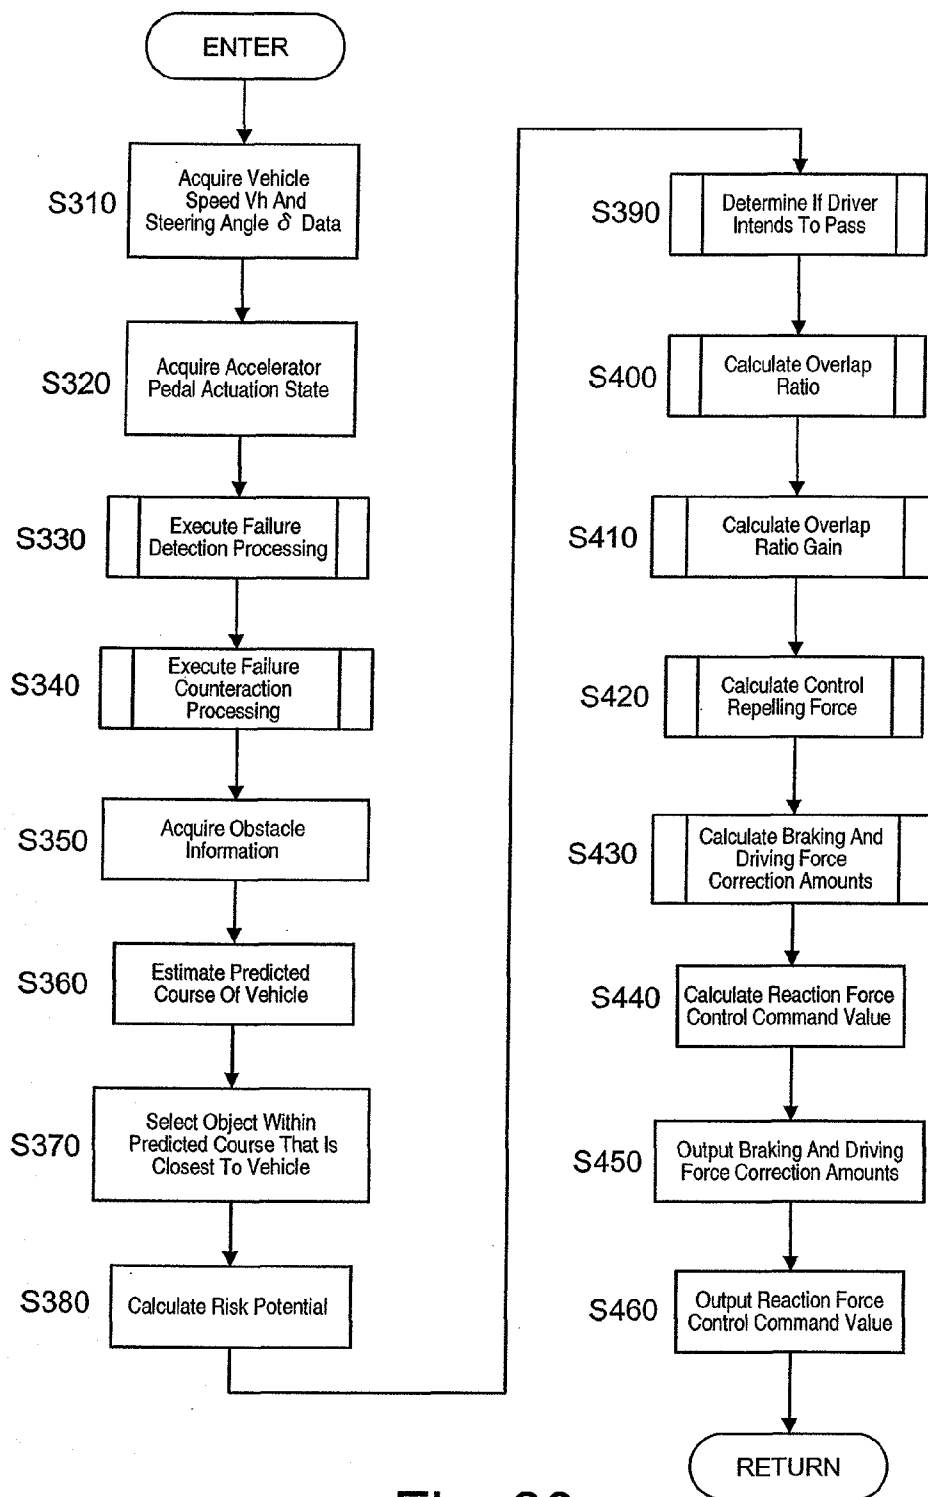 ENTER
S310
Acquire Vehicle
Speed Vh And
Steering Angle δ Data
S320
Acquire Accelerator
Pedal Actuation State
S330
Execute Failure
Detection Processing
S340
Execute Failure
Counteraction
Processing
S350
Acquire Obstacle
Information
S360
Estimate Predicted
Course Of Vehicle
S370
Select Object Within
Predicted Course That Is
Closest To Vehicle
S380
Calculate Risk Potential
S390
Determine If Driver
Intends To Pass
S400
Calculate Overlap
Ratio
S410
Calculate Overlap
Ratio Gain
S420
Calculate Control
Repelling Force
S430
Calculate Braking And
Driving Force
Correction Amounts
S440
Calculate Reaction Force
Control Command Value
S450
Output Braking And Driving
Force Correction Amounts
S460
Output Reaction Force
Control Command Value
RETURN